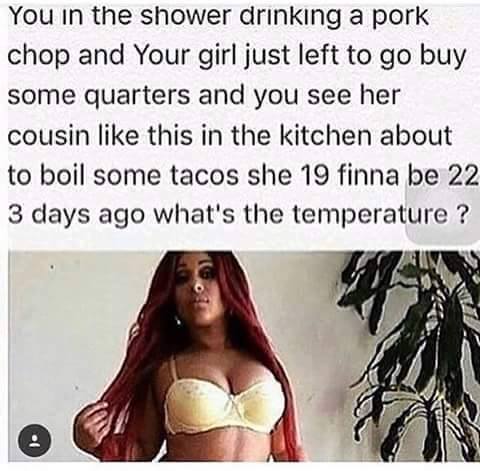 You in the shower drinking a pork
chop and Your girl just left to go buy
some quarters and you see her
cousin like this in the kitchen about
to boil some tacos she 19 finna be 22
3 days ago what's the temperature ?